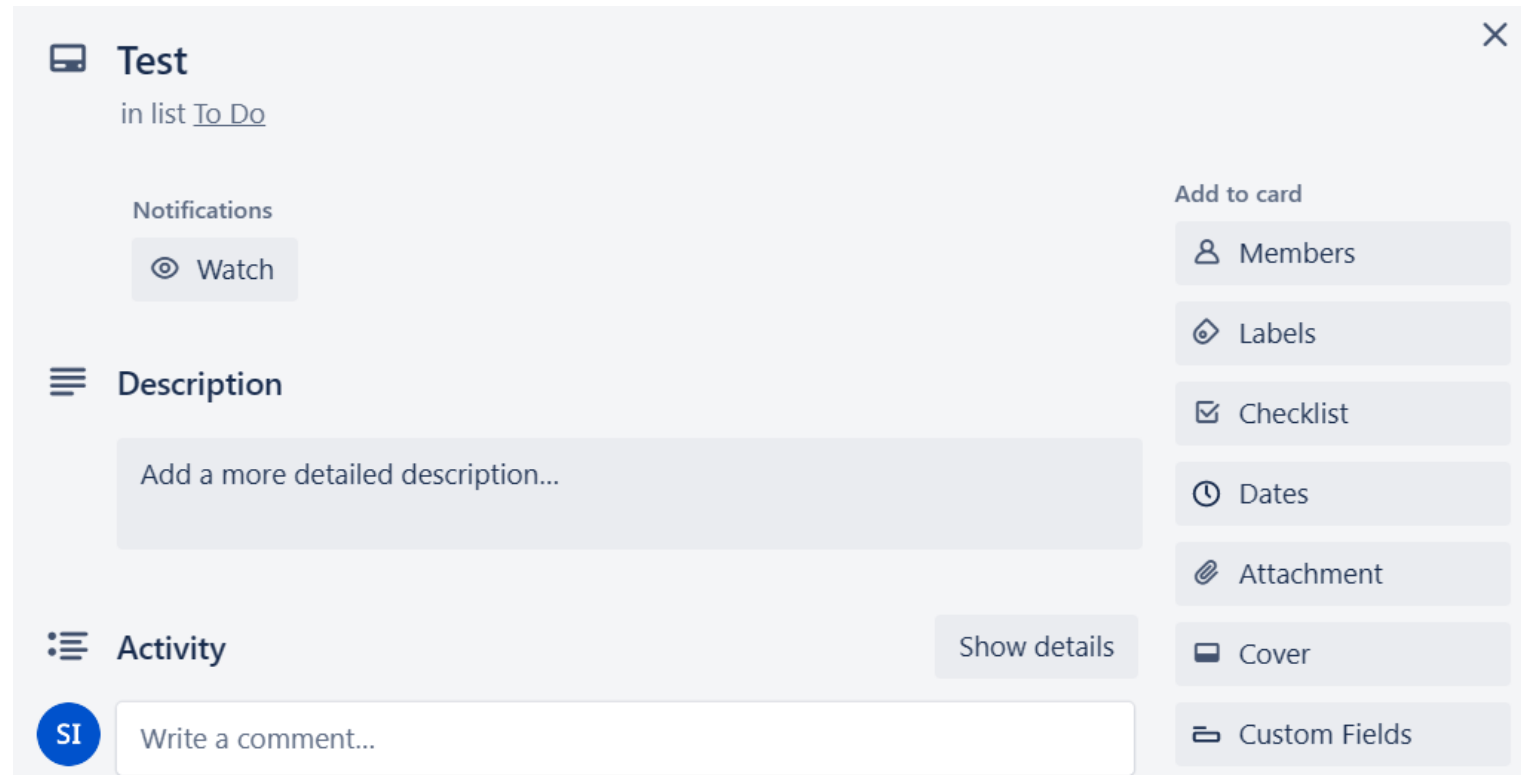 Test
in list To Do
Notifications
Watch
Description
Add a more detailed description...
Activity
Show details
SI
Write a comment...
Add to card
Members
Labels
Checklist
Dates
Attachment
Cover
Custom Fields